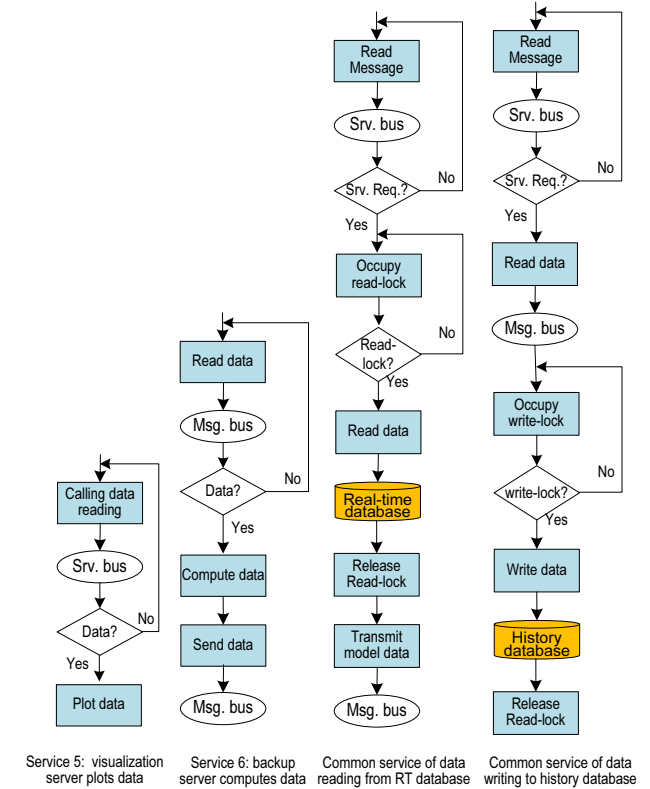 Calling data
reading
Srv. bus
Data?
No
Yes
Plot data
Service 5: visualization
server plots data
Read data
Msg. bus
Data?
No
Yes
Compute data
Send data
Msg. bus
Service 6: backup
server computes data
Read
Message
Srv. bus
Srv. Req.?
No
Yes
Occupy
read-lock
Read-
lock?
No
Yes
Read data
Real-time
database
Release
Read-lock
Transmit
model data
Msg. bus
Common service of data
reading from RT database
Read
Message
Srv. bus
Srv. Req.?
No
Yes
Read data
Msg. bus
Occupy
write-lock
write-lock?
No
Yes
Write data
History
database
Release
Read-lock
Common service of data
writing to history database